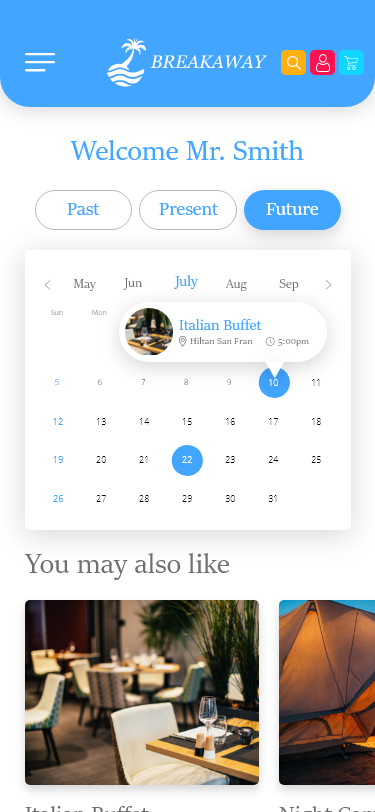 BREAKAWAY
Welcome Mr. Smith
Past Present Future
May Jun July Aug Sep
Sun Mon
Italian Buffet
Hiltan San Fran 5:00pm
5 6 7 8 9 10 11
12 13 14 15 16 17 18
19 20 21 22 23 24 25
26 27 28 29 30 31
You may also like
Italian Buffet